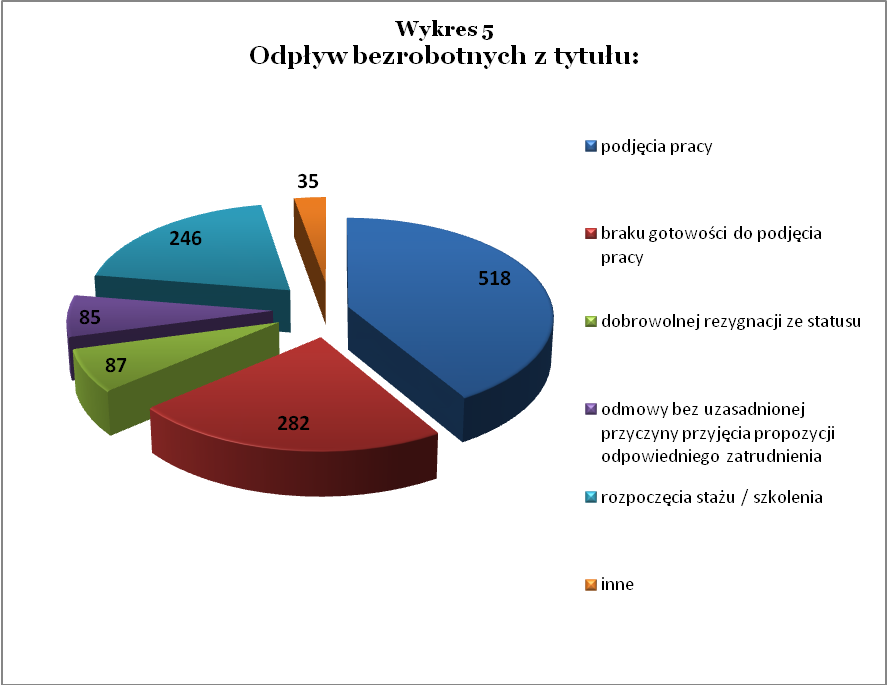 Wykres 5
Odpływ bezrobotnych z tytułu:
35
246
518
85
87
282
podjęcia pracy
braku gotowości do podjęcia
pracy
dobrowolnej rezygnacji ze statusu
odmowy bez uzasadnionej
przyczyny przyjęcia propozycji
odpowiedniego zatrudnienia
rozpoczęcia stażu / szkolenia
inne